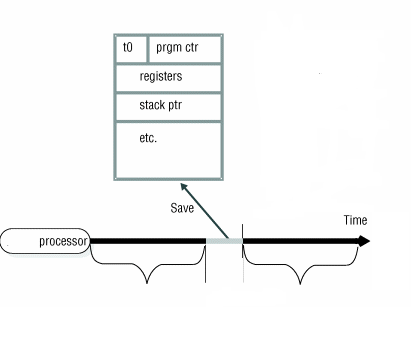 t0 prgm ctr
registers
stack ptr
etc.
Save
Time
processor